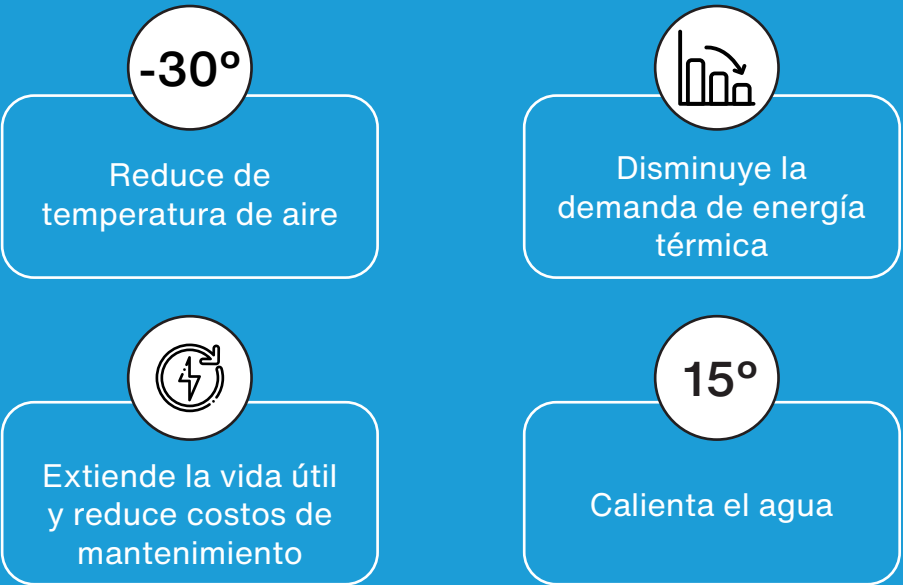 -30º
Reduce de
temperatura de aire
Disminuye la
demanda de energía
térmica
Extiende la vida útil
y reduce costos de
mantenimiento
15º
Calienta el agua